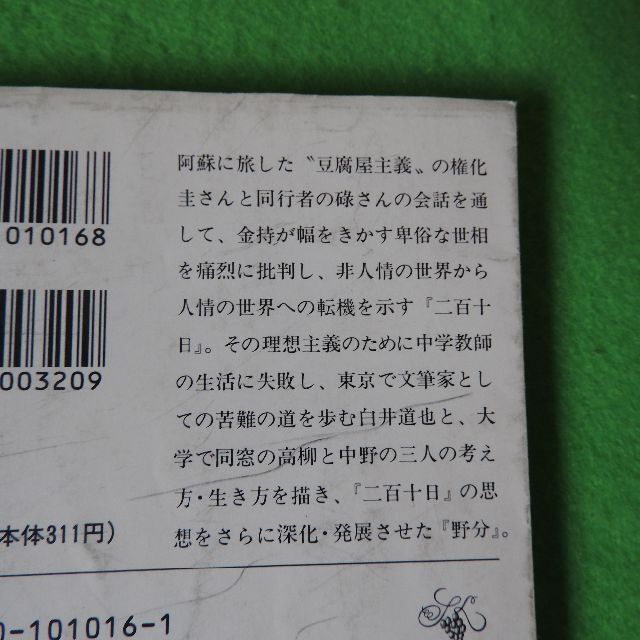 阿蘇に旅した〝豆腐屋主義〟の権化
圭さんと同行者の碌さんの会話を通
して、金持が幅をきかす卑俗な世相
を痛烈に批判し、非人情の世界から
人情の世界への転機を示す『二百十
日』。その理想主義のために中学教師
の生活に失敗し、東京で文筆家とし
ての苦難の道を歩む白井道也と、大
学で同窓の高柳と中野の三人の考え
方・生き方を描き、『二百十日』の思
想をさらに深化・発展させた『野分』。
010168
003209
本体311円)
0-101016-1